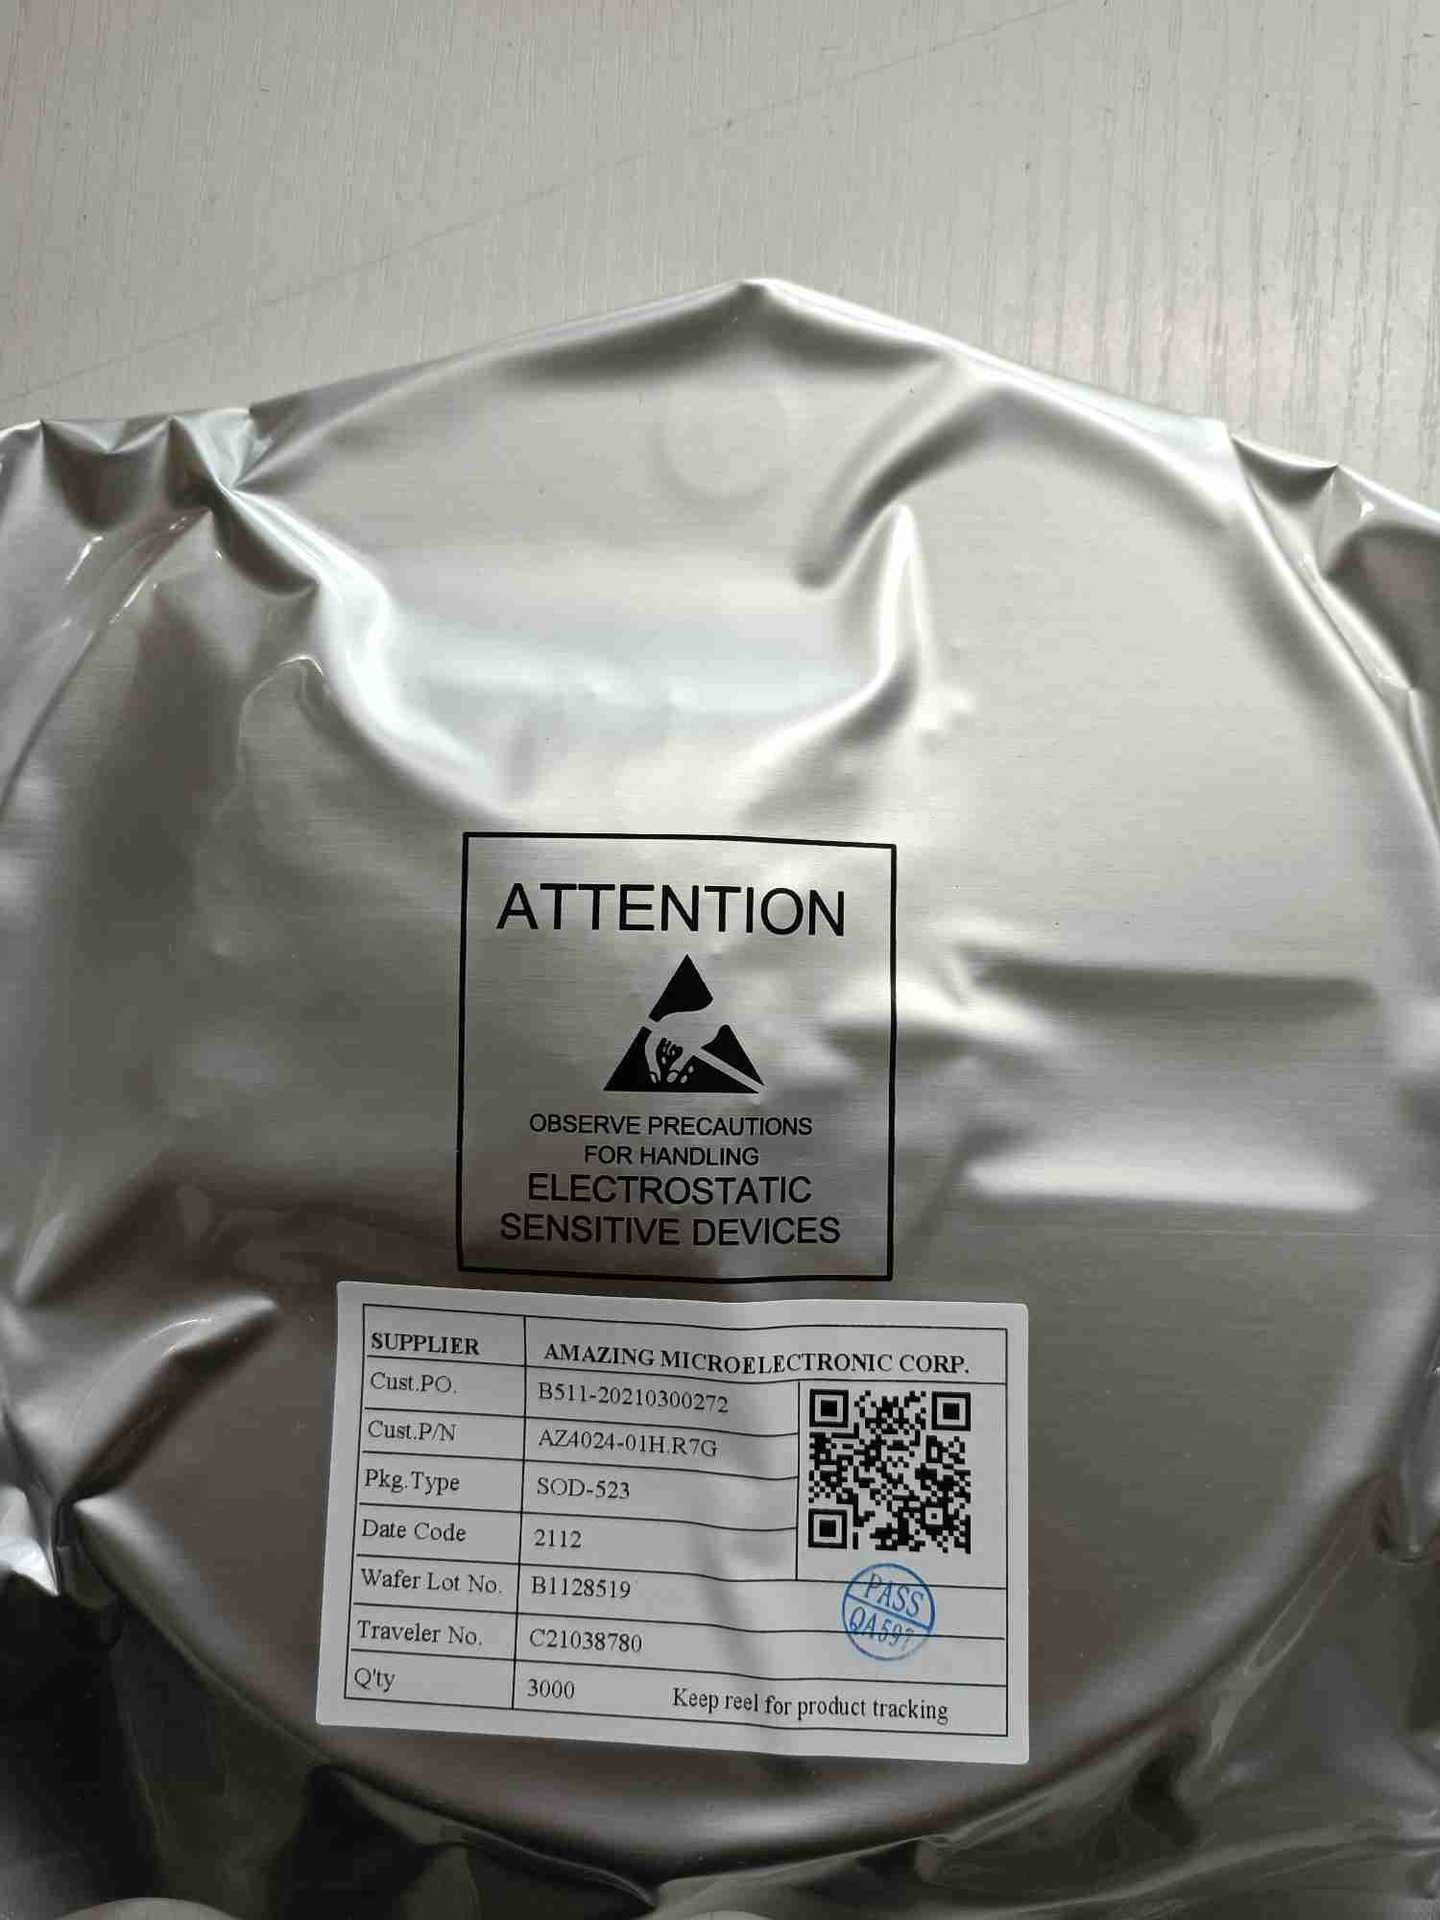 ATTENTION
OBSERVE PRECAUTIONS
FOR HANDLING
ELECTROSTATIC
SENSITIVE DEVICES
SUPPLIER AMAZING MICROELECTRONIC CORP.
Cust.PO. B511-20210300272
Cust.P/N AZ4024-01H.R7G
Pkg.Type SOD-523
Date Code 2112
Wafer Lot No. B1128519
Traveler No. C21038780
Q'ty 3000 Keep reel for product tracking
PASS
QA597